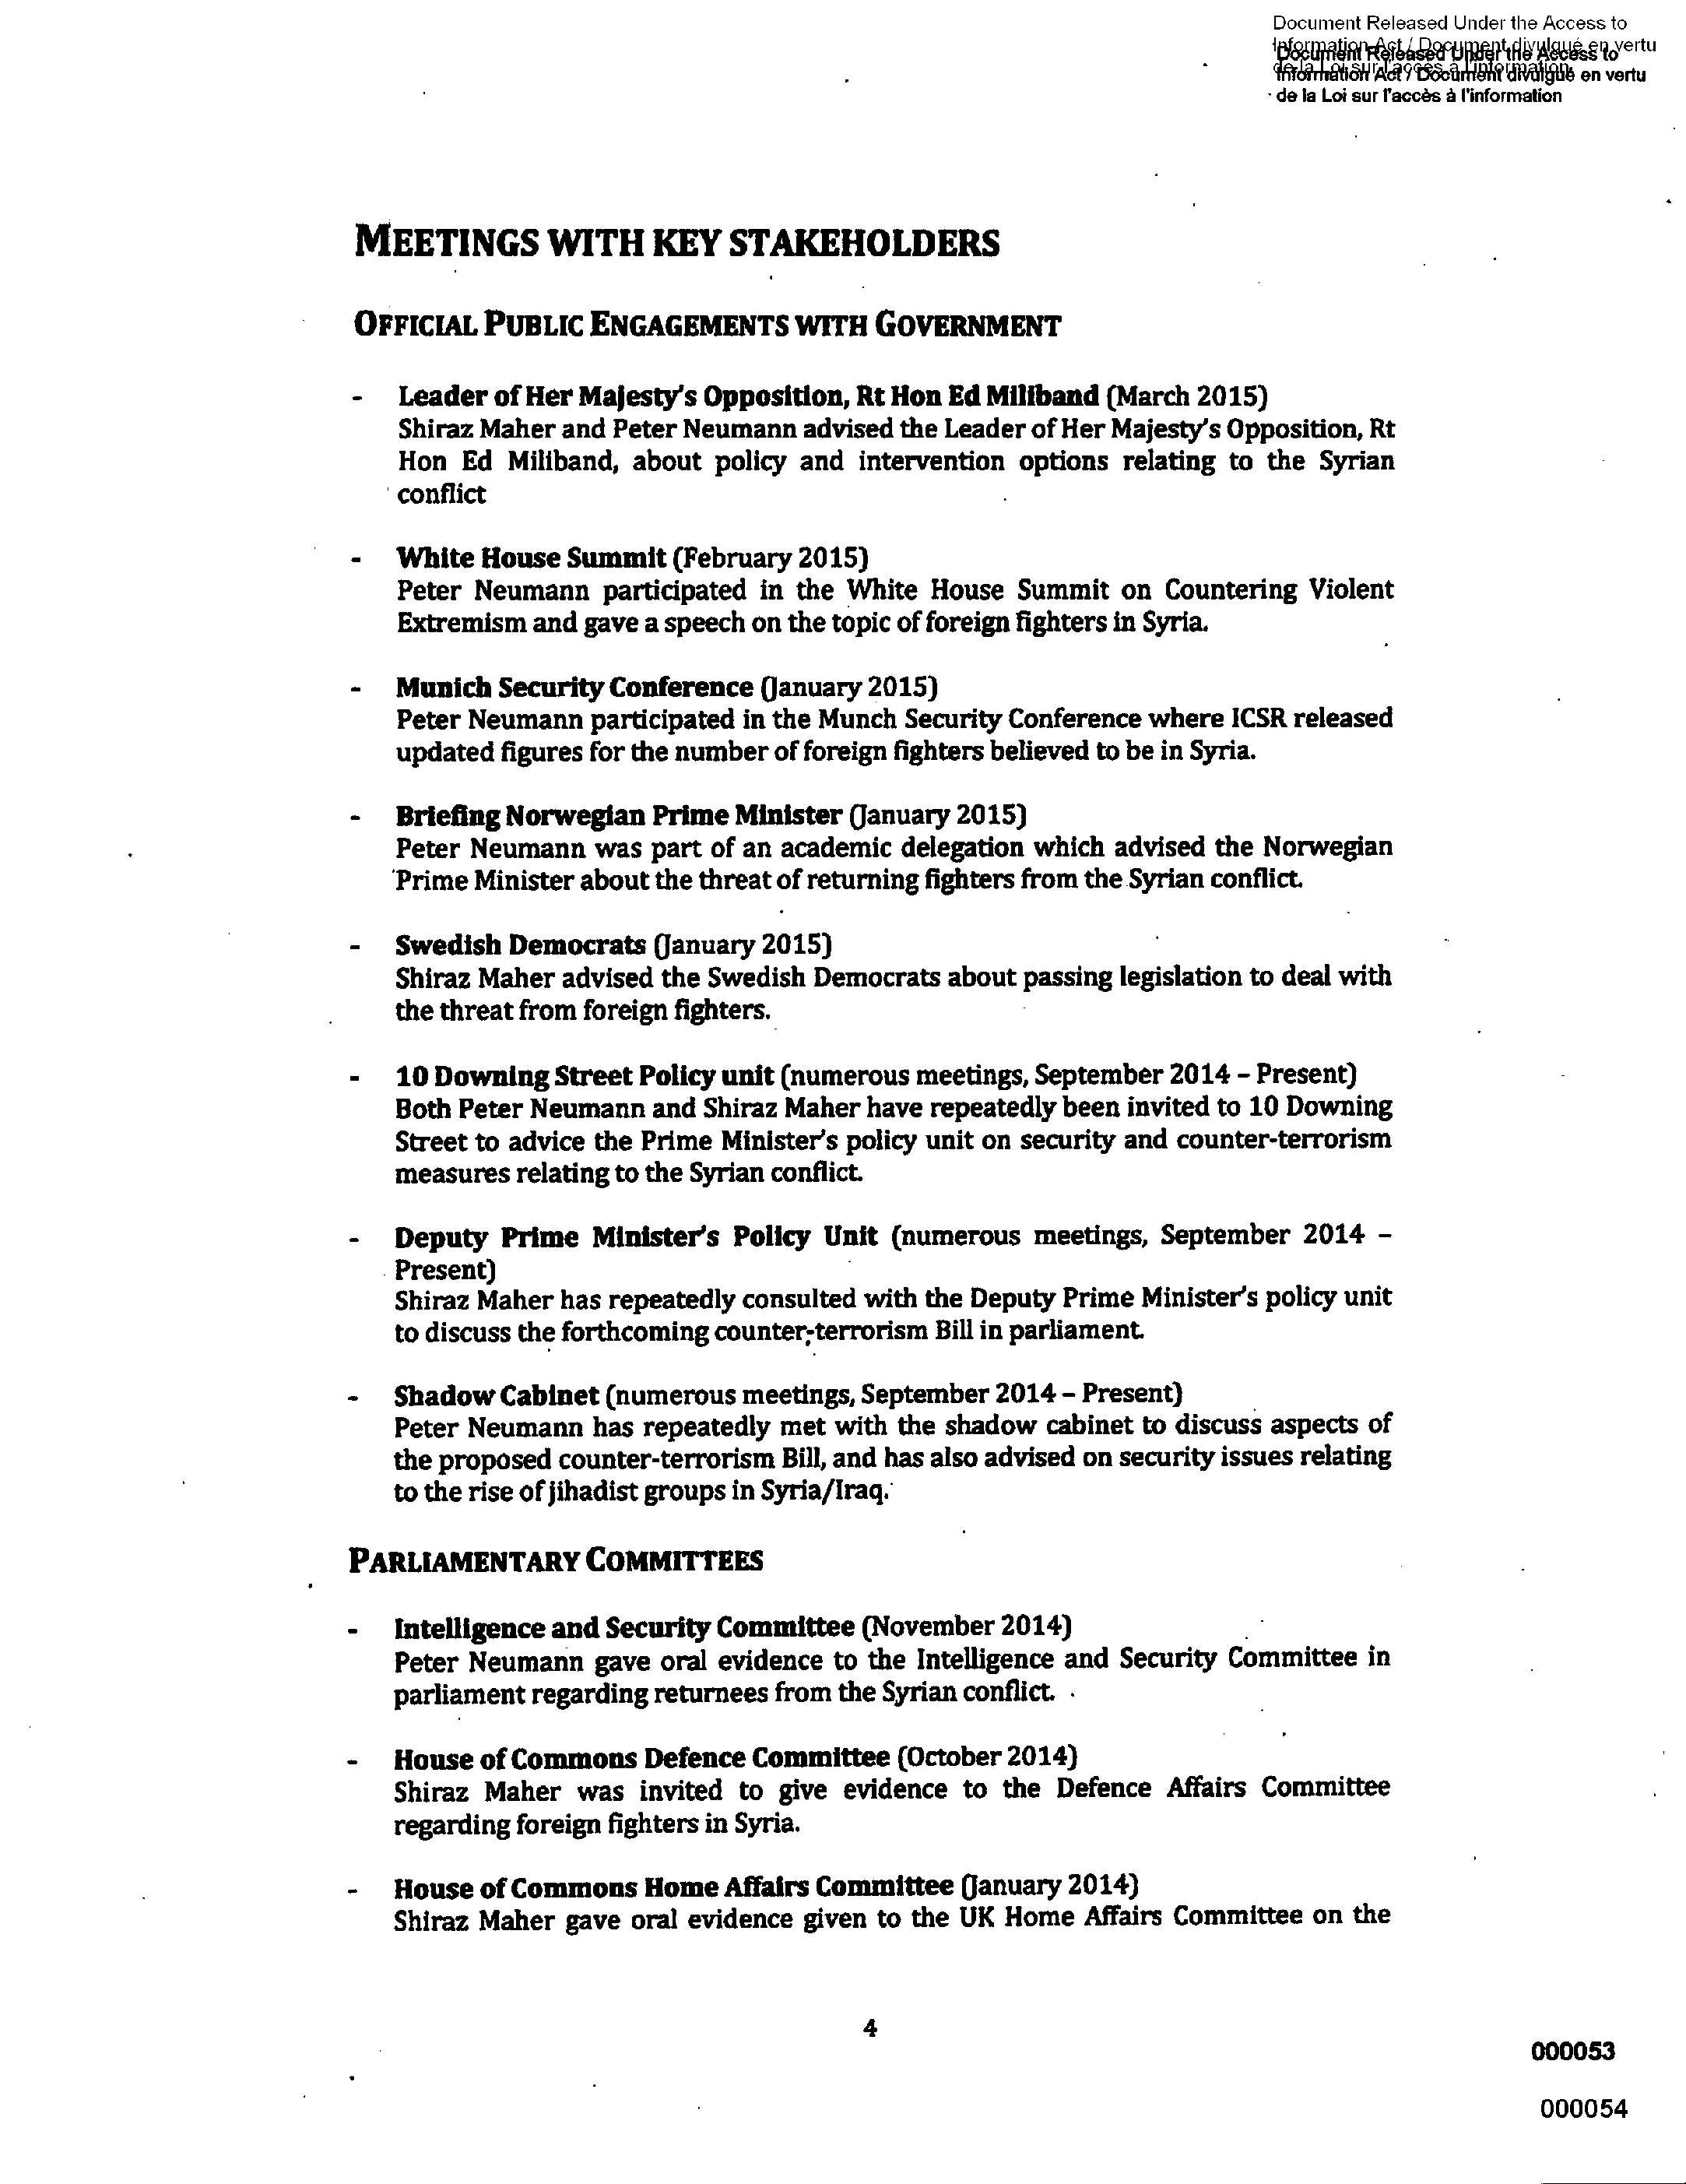 Document Released Under the Access to
Information Act / Document divulgué en vertu
de la Loi sur l'accès à l'information
Document Released Under the Access to
Information Act / Document divulgué en vertu
de la Loi sur l'accès à l'information
MEETINGS WITH KEY STAKEHOLDERS
OFFICIAL PUBLIC ENGAGEMENTS WITH GOVERNMENT
- Leader of Her Majesty's Opposition, Rt Hon Ed Miliband (March 2015)
Shiraz Maher and Peter Neumann advised the Leader of Her Majesty's Opposition, Rt
Hon Ed Miliband, about policy and intervention options relating to the Syrian
conflict
- White House Summit (February 2015)
Peter Neumann participated in the White House Summit on Countering Violent
Extremism and gave a speech on the topic of foreign fighters in Syria.
- Munich Security Conference (January 2015)
Peter Neumann participated in the Munch Security Conference where ICSR released
updated figures for the number of foreign fighters believed to be in Syria.
- Briefing Norwegian Prime Minister (January 2015)
Peter Neumann was part of an academic delegation which advised the Norwegian
Prime Minister about the threat of returning fighters from the Syrian conflict.
- Swedish Democrats (January 2015)
Shiraz Maher advised the Swedish Democrats about passing legislation to deal with
the threat from foreign fighters.
- 10 Downing Street Policy unit (numerous meetings, September 2014 – Present)
Both Peter Neumann and Shiraz Maher have repeatedly been invited to 10 Downing
Street to advice the Prime Minister's policy unit on security and counter-terrorism
measures relating to the Syrian conflict.
- Deputy Prime Minister's Policy Unit (numerous meetings, September 2014 –
Present)
Shiraz Maher has repeatedly consulted with the Deputy Prime Minister's policy unit
to discuss the forthcoming counter-terrorism Bill in parliament.
- Shadow Cabinet (numerous meetings, September 2014 – Present)
Peter Neumann has repeatedly met with the shadow cabinet to discuss aspects of
the proposed counter-terrorism Bill, and has also advised on security issues relating
to the rise of jihadist groups in Syria/Iraq.
PARLIAMENTARY COMMITTEES
- Intelligence and Security Committee (November 2014)
Peter Neumann gave oral evidence to the Intelligence and Security Committee in
parliament regarding returnees from the Syrian conflict.
- House of Commons Defence Committee (October 2014)
Shiraz Maher was invited to give evidence to the Defence Affairs Committee
regarding foreign fighters in Syria.
- House of Commons Home Affairs Committee (January 2014)
Shiraz Maher gave oral evidence given to the UK Home Affairs Committee on the
4
000053
000054